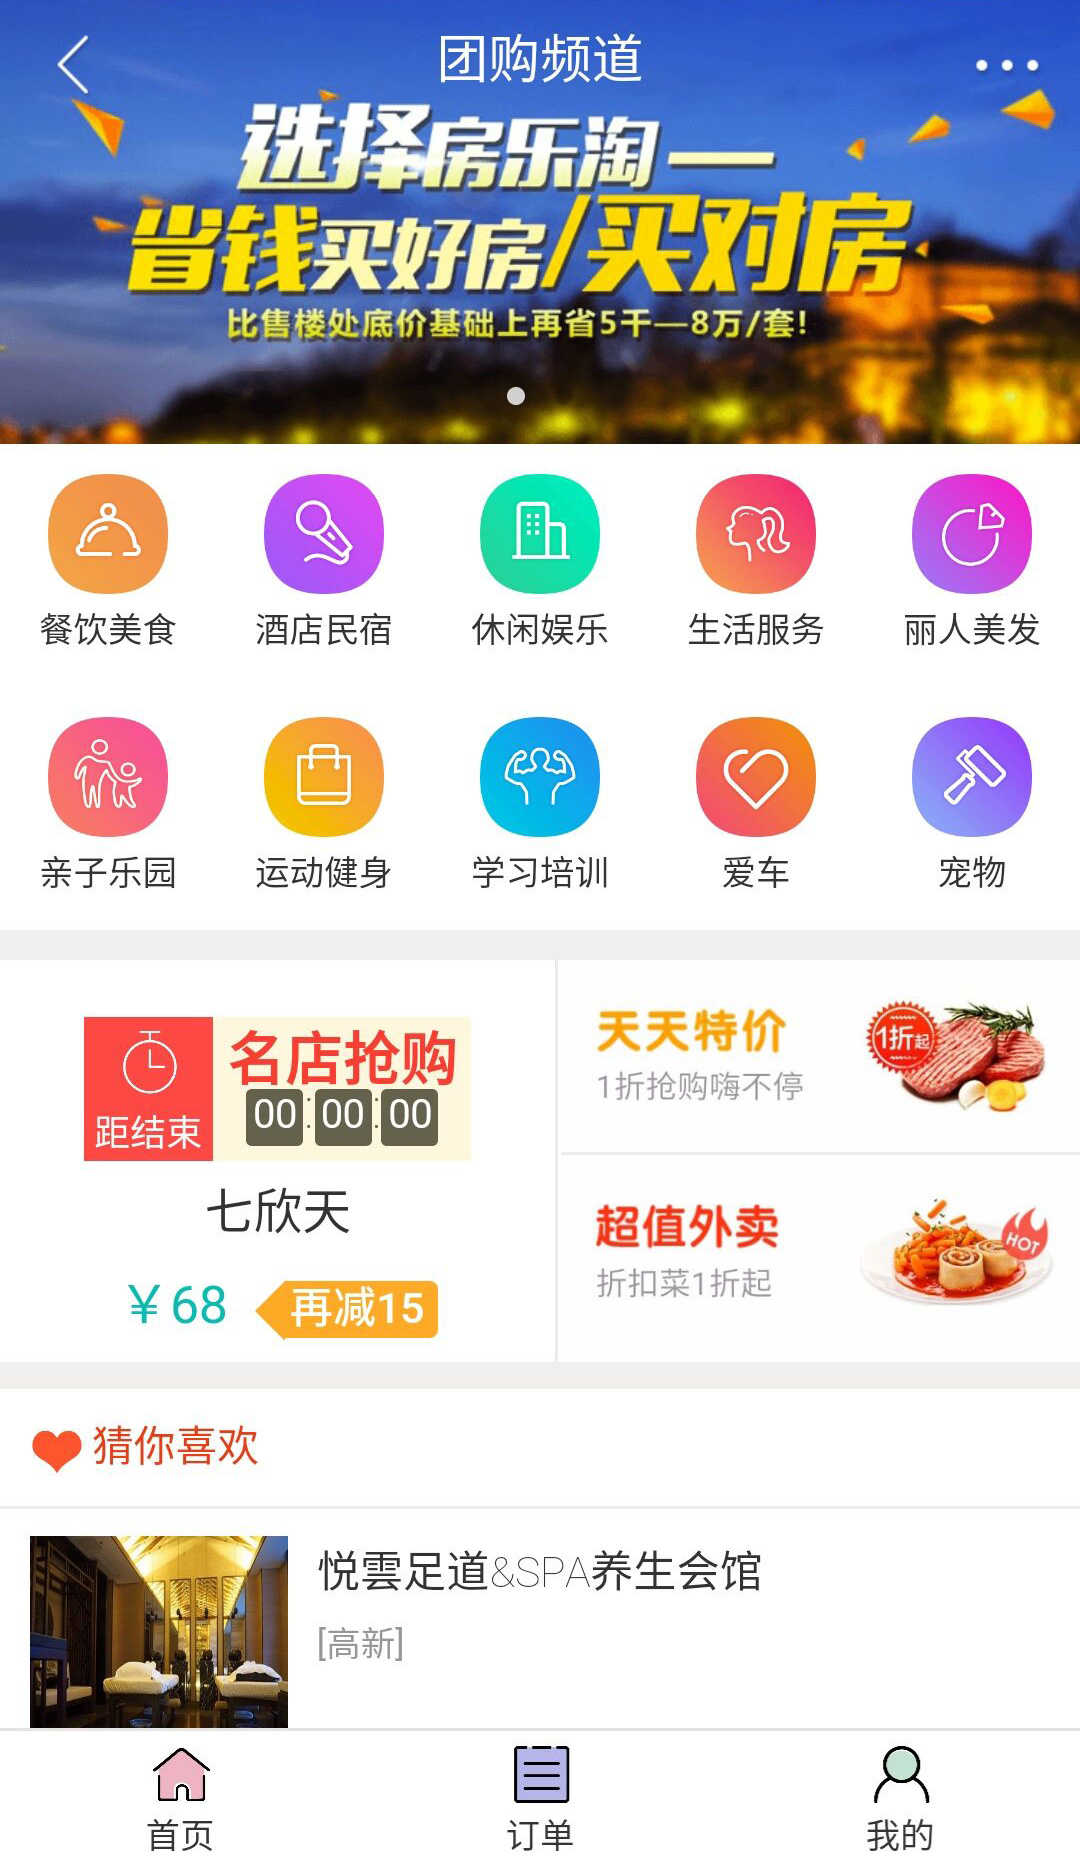 团购频道
选择房乐淘—
省钱买好房/买对房
比售楼处底价基础上再省5千—8万/套!
餐饮美食
酒店民宿
休闲娱乐
生活服务
丽人美发
亲子乐园
运动健身
学习培训
爱车
宠物
距结束
名店抢购
00:00:00
七欣天
￥68
再减15
天天特价
1折抢购嗨不停
1折起
超值外卖
折扣菜1折起
HOT
猜你喜欢
悦雲足道&SPA养生会馆
[高新]
首页
订单
我的